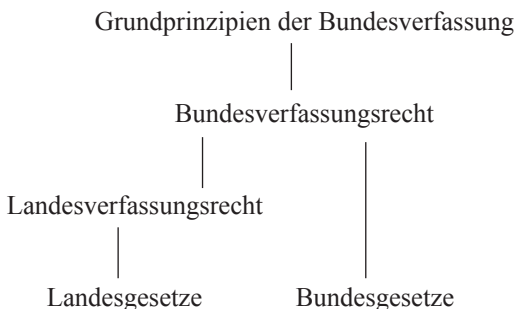 Grundprinzipien der Bundesverfassung
Bundesverfassungsrecht
Landesverfassungsrecht
Landesgesetze Bundesgesetze